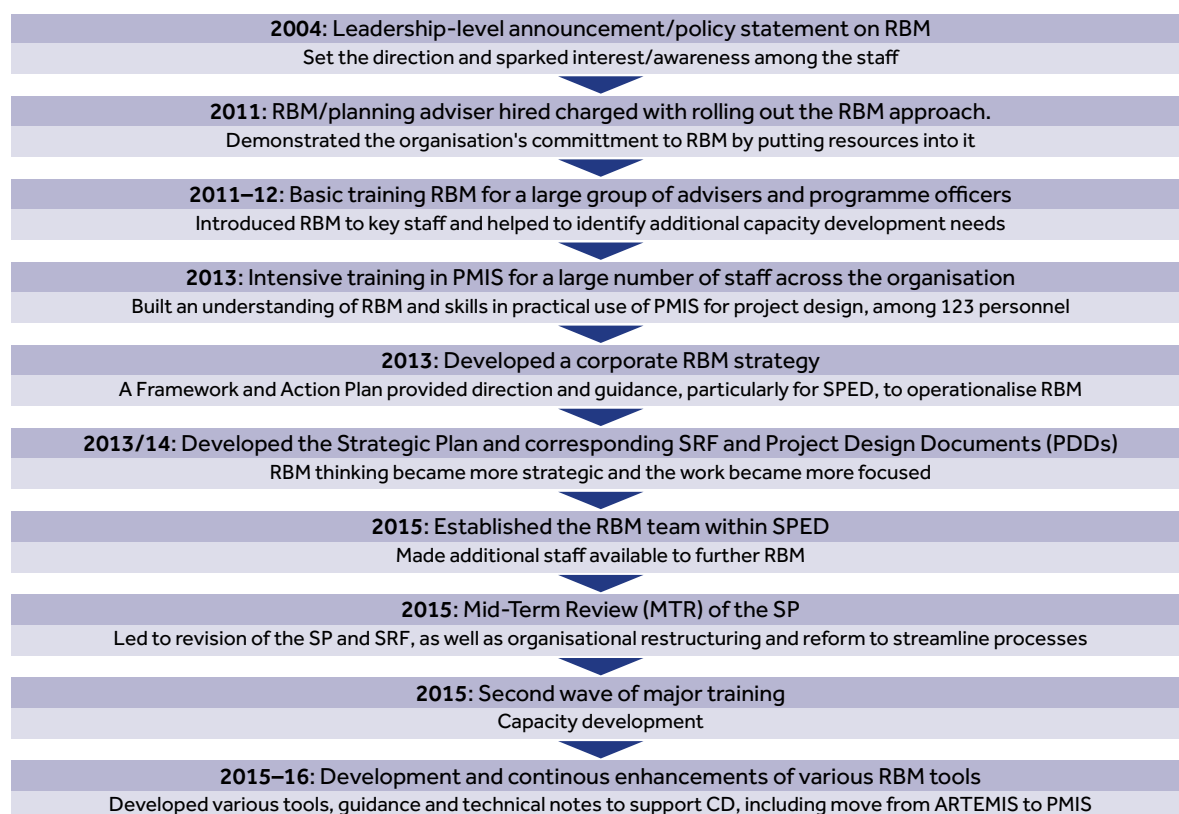 2004: Leadership-level announcement/policy statement on RBM
Set the direction and sparked interest/awareness among the staff
2011: RBM/planning adviser hired charged with rolling out the RBM approach.
Demonstrated the organisation's committment to RBM by putting resources into it
2011–12: Basic training RBM for a large group of advisers and programme officers
Introduced RBM to key staff and helped to identify additional capacity development needs
2013: Intensive training in PMIS for a large number of staff across the organisation
Built an understanding of RBM and skills in practical use of PMIS for project design, among 123 personnel
2013: Developed a corporate RBM strategy
A Framework and Action Plan provided direction and guidance, particularly for SPED, to operationalise RBM
2013/14: Developed the Strategic Plan and corresponding SRF and Project Design Documents (PDDs)
RBM thinking became more strategic and the work became more focused
2015: Established the RBM team within SPED
Made additional staff available to further RBM
2015: Mid-Term Review (MTR) of the SP
Led to revision of the SP and SRF, as well as organisational restructuring and reform to streamline processes
2015: Second wave of major training
Capacity development
2015–16: Development and continous enhancements of various RBM tools
Developed various tools, guidance and technical notes to support CD, including move from ARTEMIS to PMIS